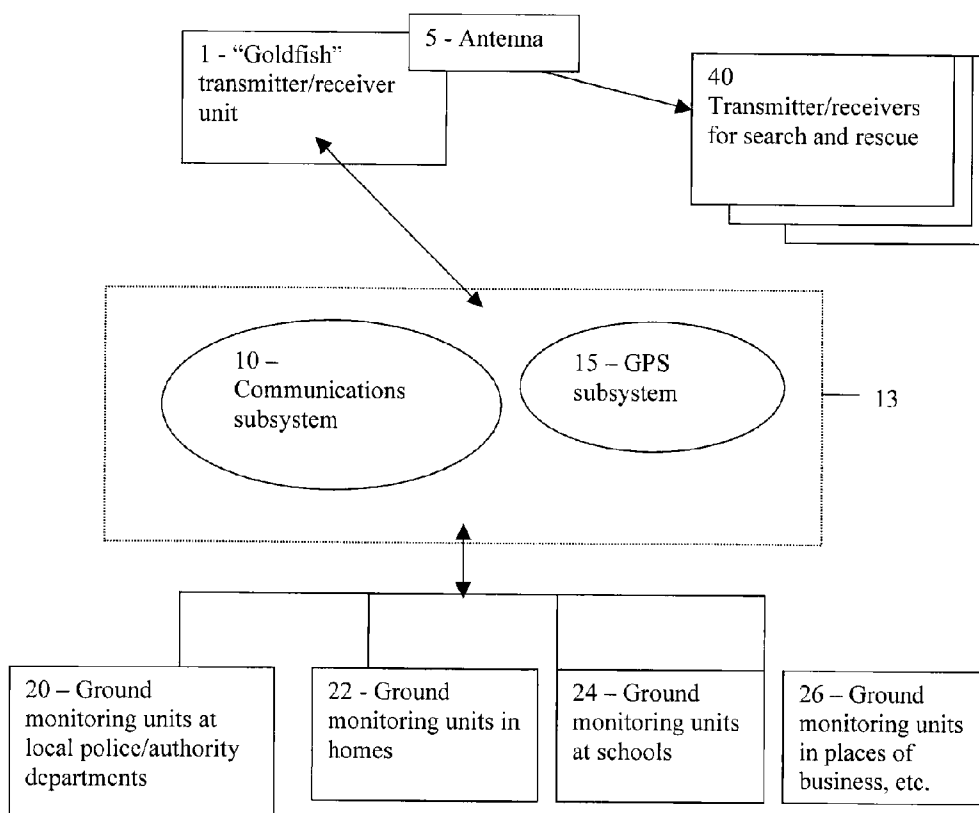 5 - Antenna
1 - “Goldfish”
transmitter/receiver
unit
40
Transmitter/receivers
for search and rescue
10 –
Communications
subsystem
15 – GPS
subsystem
13
20 – Ground
monitoring units at
local police/authority
departments
22 - Ground
monitoring units in
homes
24 – Ground
monitoring units
at schools
26 – Ground
monitoring units
in places of
business, etc.